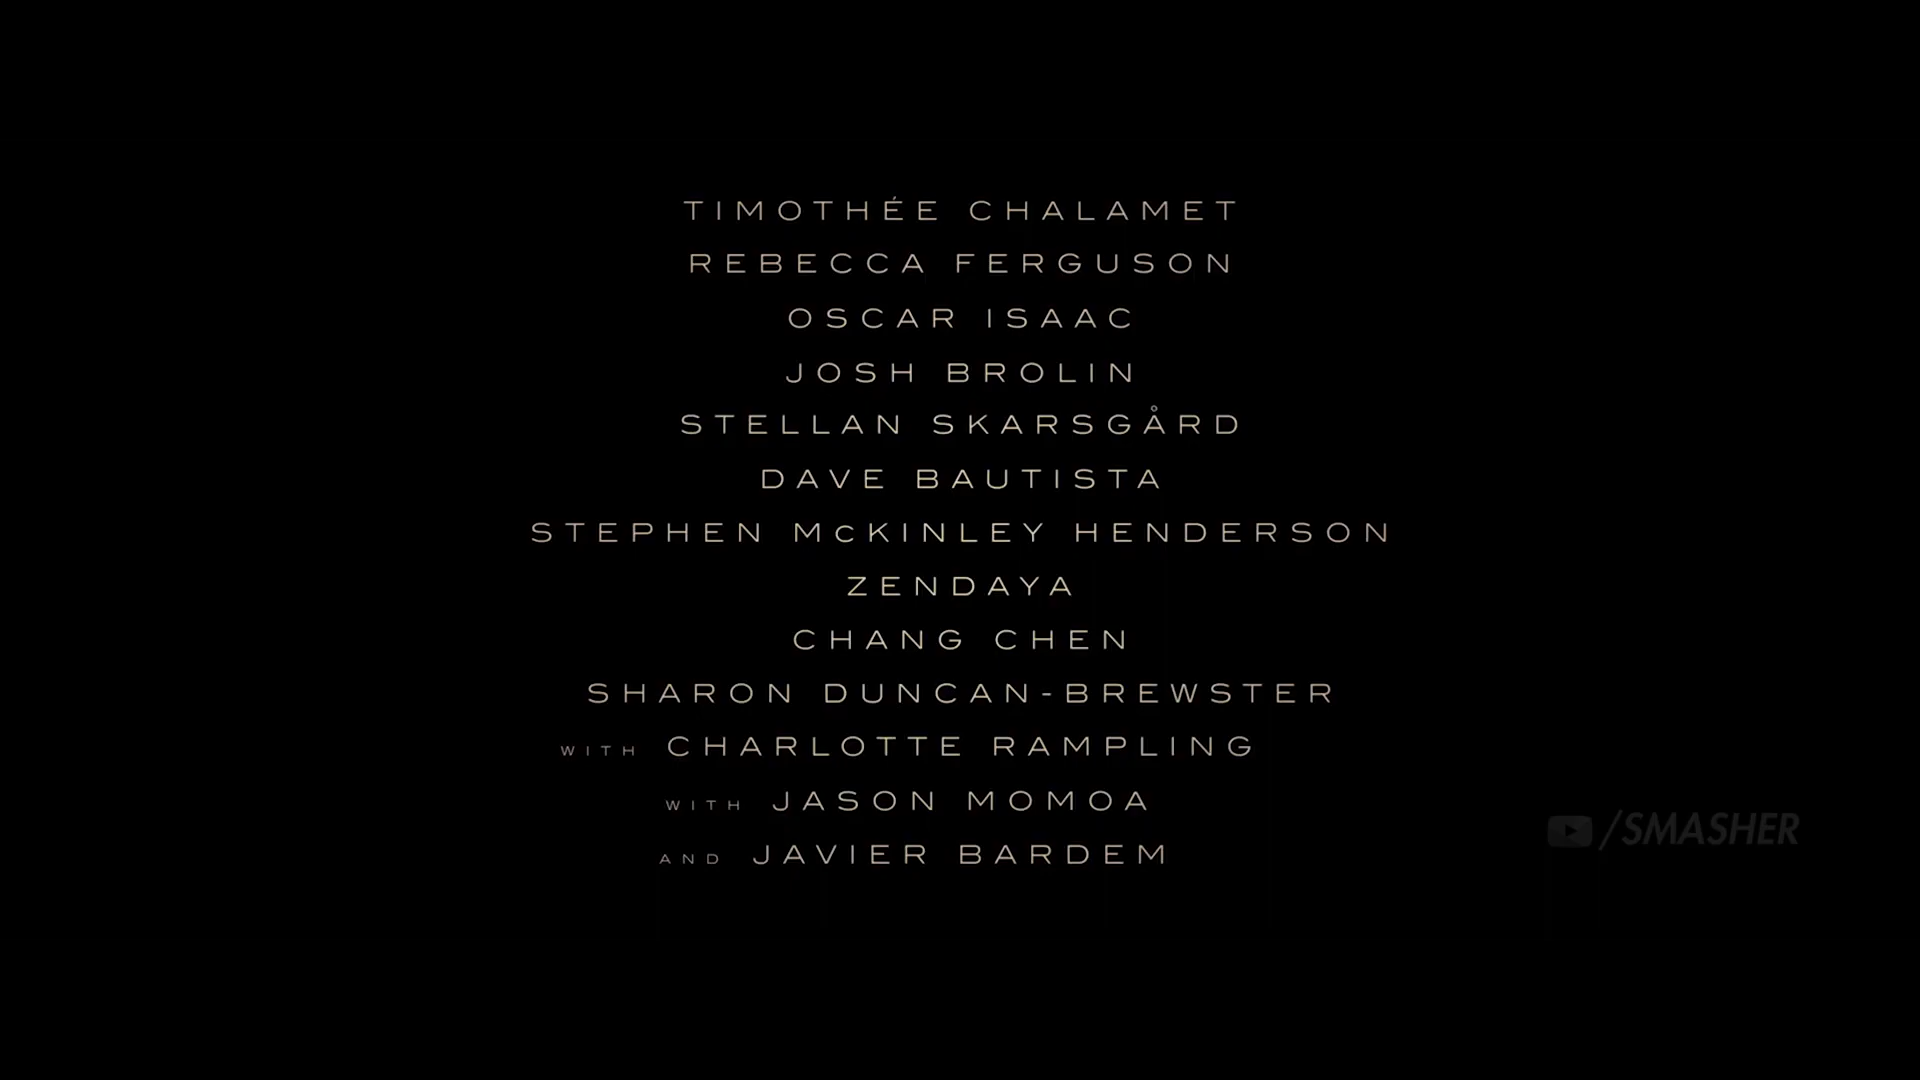 TIMOTHÉE CHALAMET
REBECCA FERGUSON
OSCAR ISAAC
JOSH BROLIN
STELLAN SKARSGÅRD
DAVE BAUTISTA
STEPHEN McKINLEY HENDERSON
ZENDAYA
CHANG CHEN
SHARON DUNCAN-BREWSTER
WITH CHARLOTTE RAMPLING
WITH JASON MOMOA
AND JAVIER BARDEM
/SMASHER